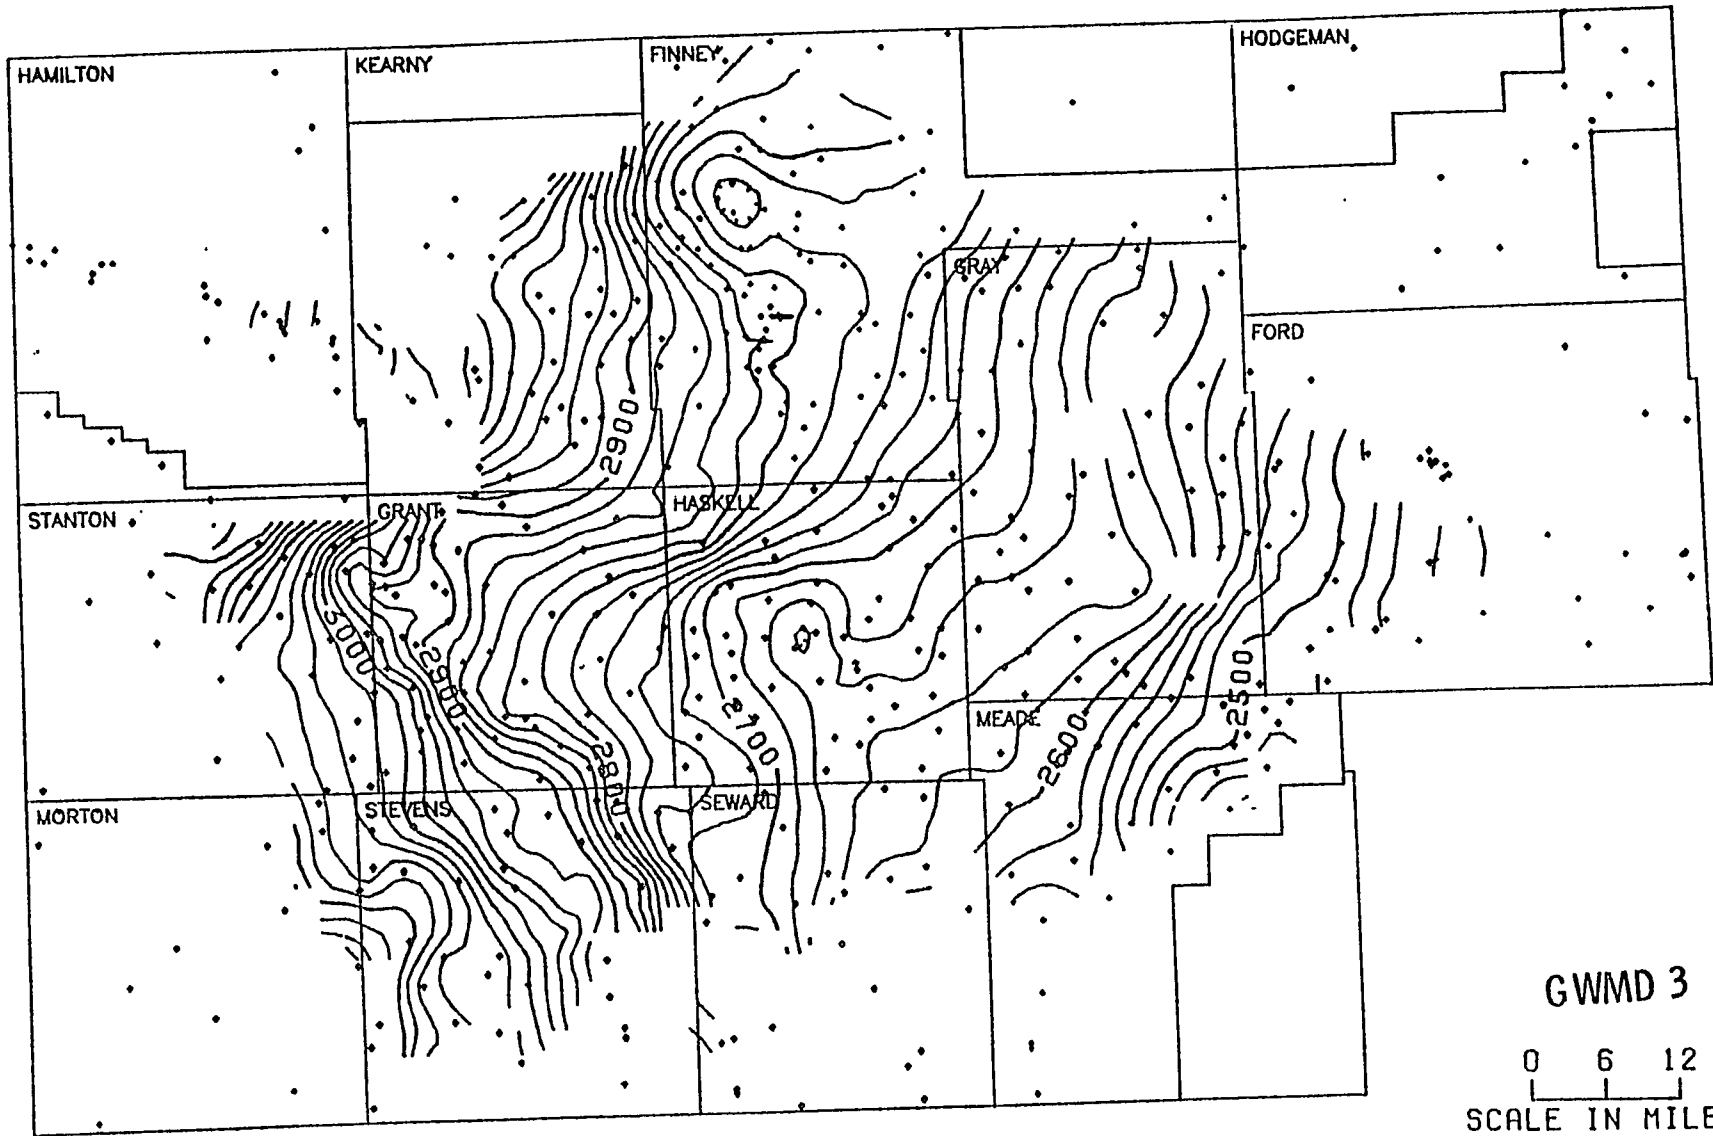 HAMILTON
KEARNY
FINNEY
HODGEMAN
GRAY
FORD
2900
STANTON
GRANT
HASKELL
3000
2900
2800
2700
2600
2500
MEADE
MORTON
STEVENS
SEWARD
GWMD 3
0 6 12
SCALE IN MILE